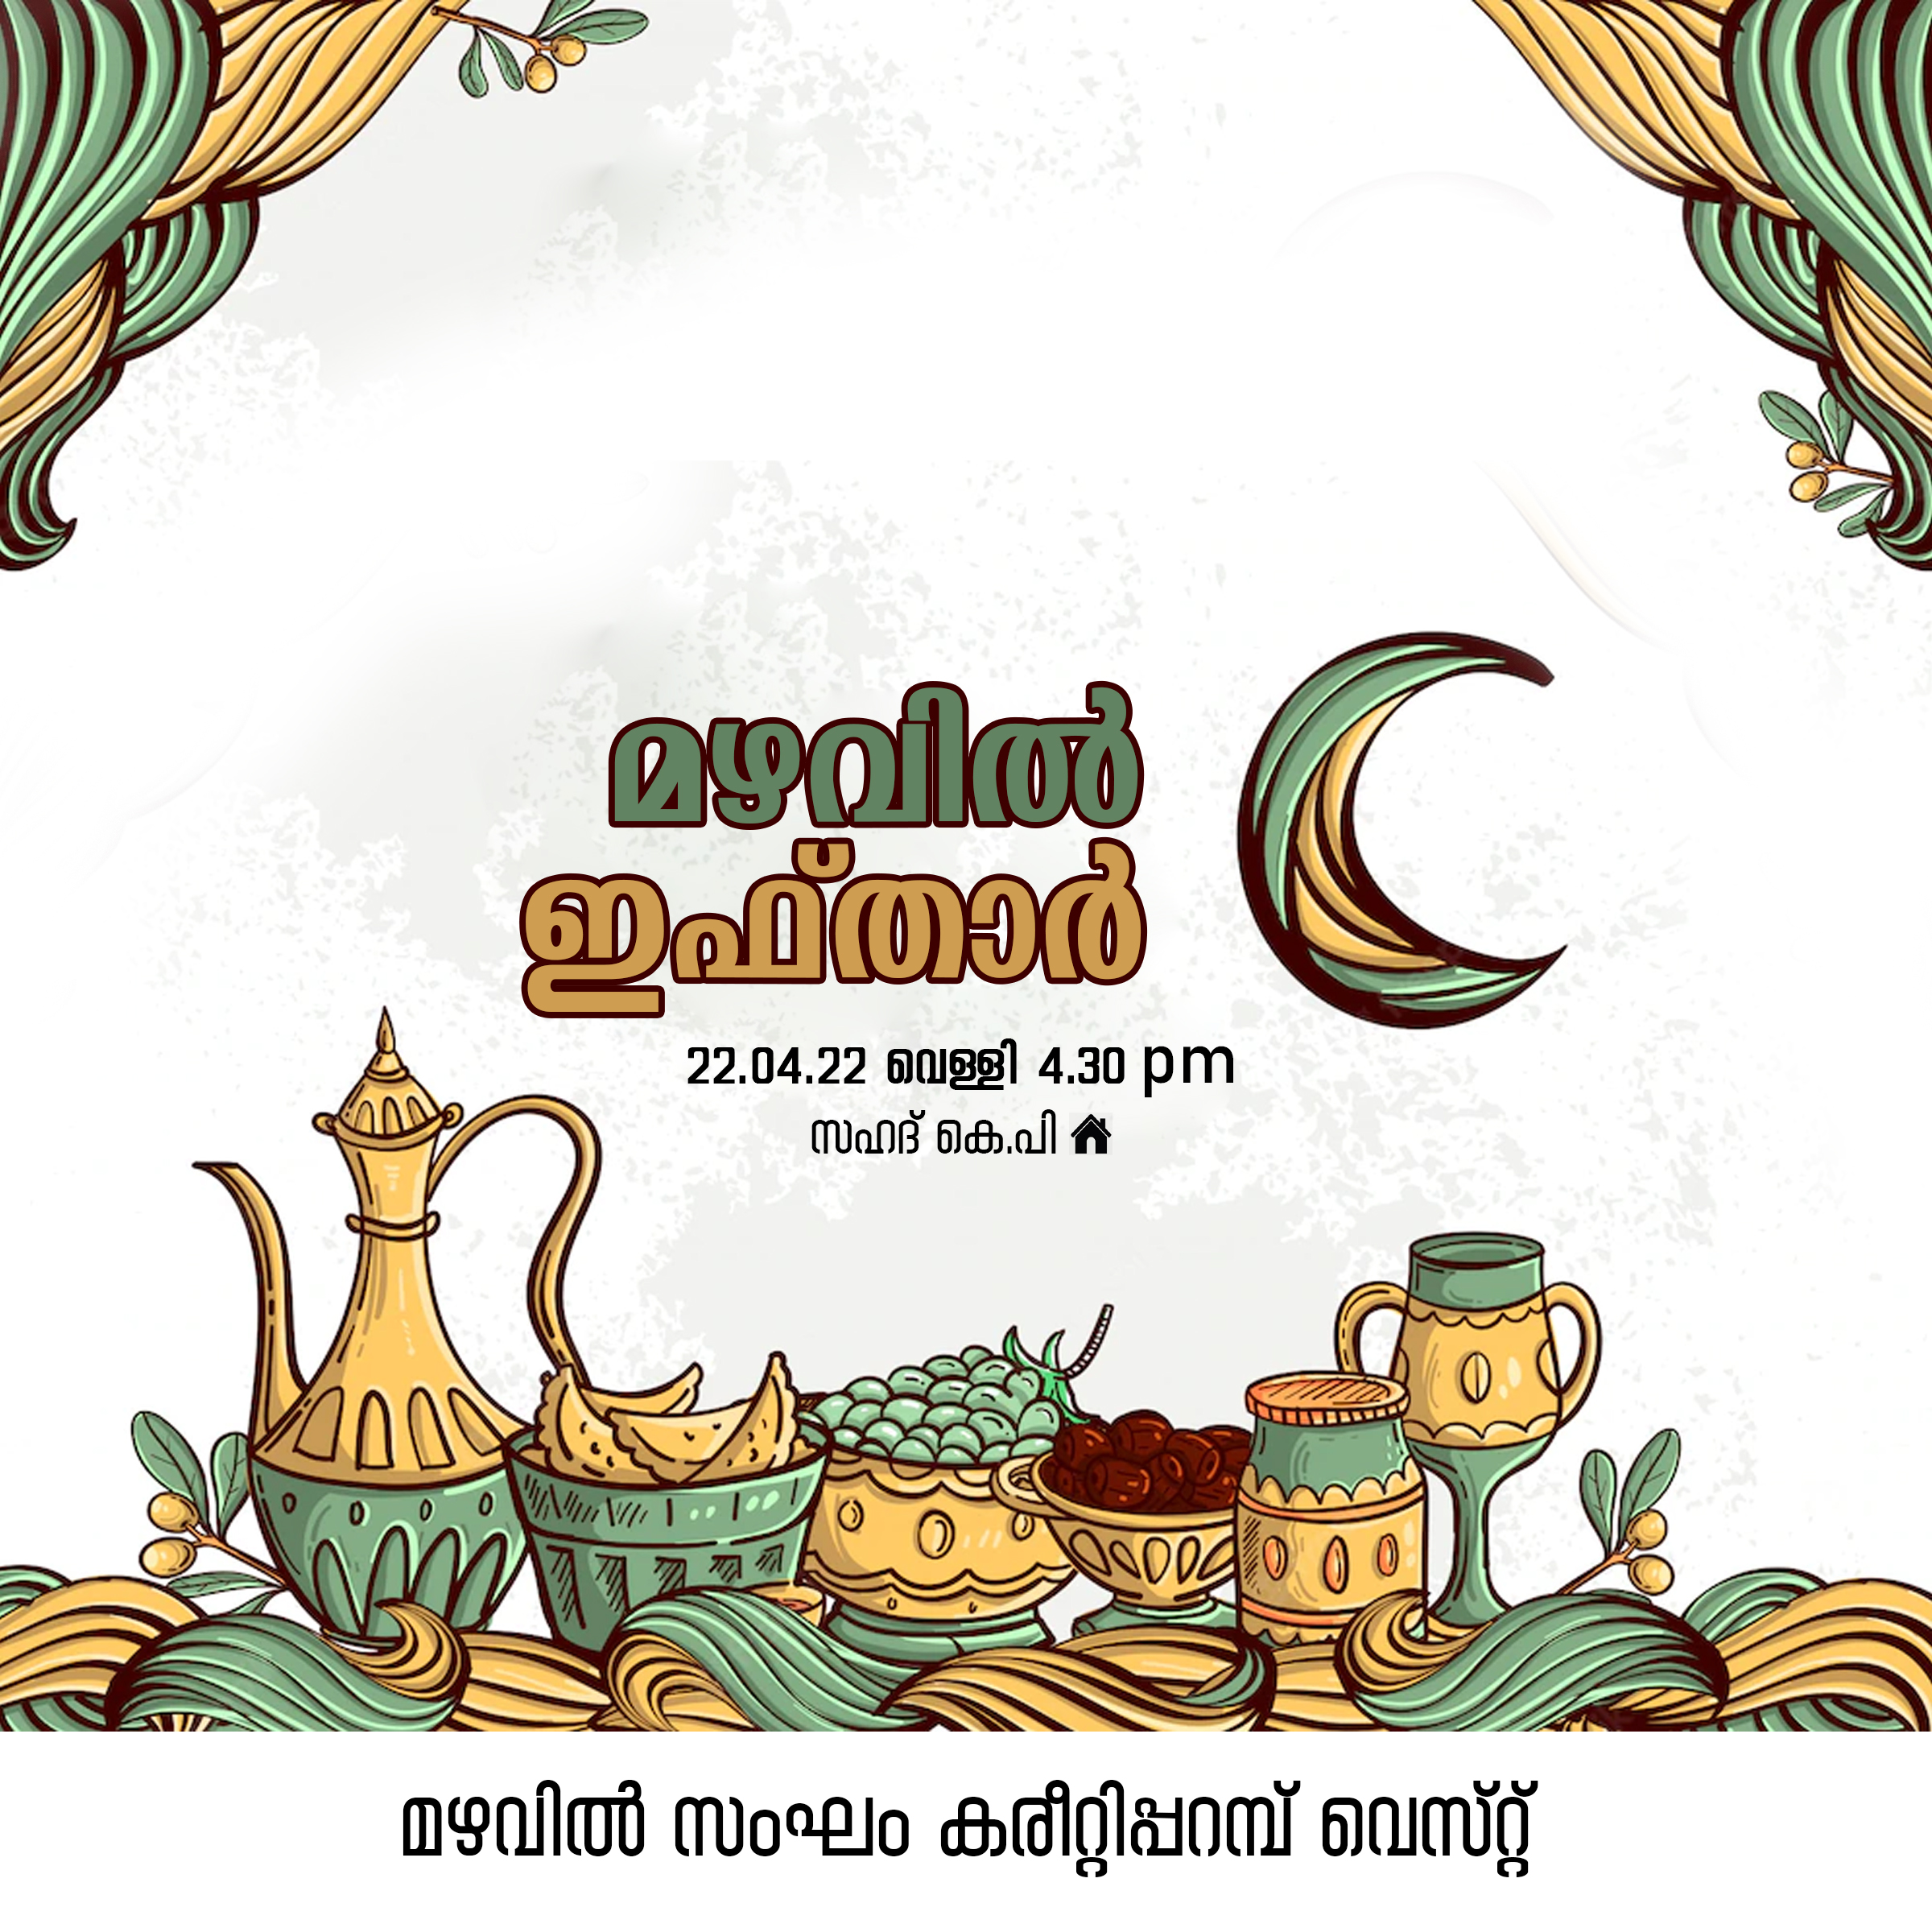 മഴവിൽ
ഇഫ്താർ
22.04.22 വെള്ളി 4.30 pm
സഹദ് കെ.പി
മഴവിൽ സംഘം കരീറ്റിപ്പറമ്പ് വെസ്റ്റ്